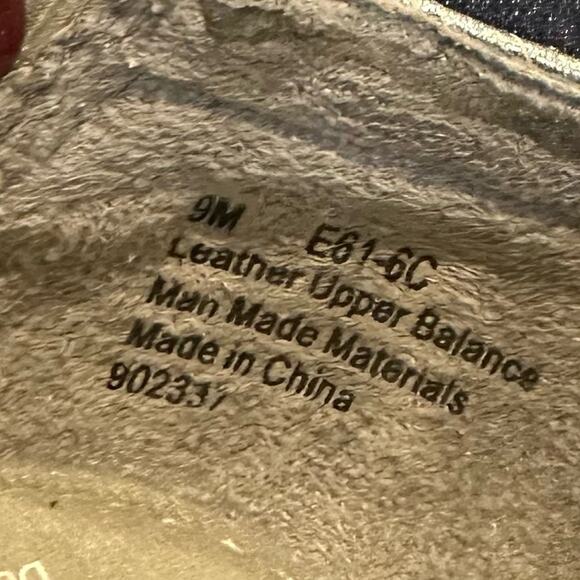 9M E61-6C
Leather Upper Balance
Man Made Materials
Made in China
902337